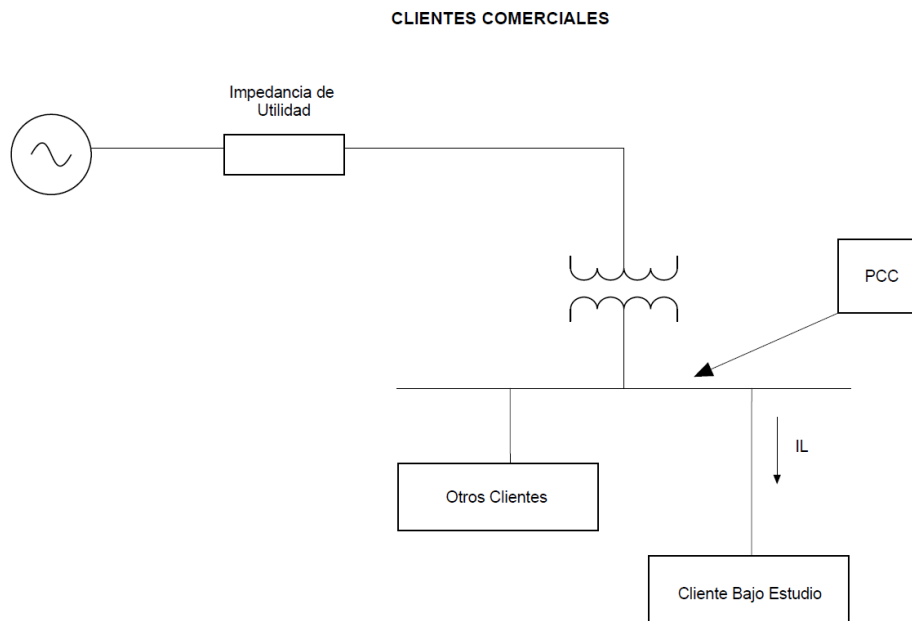 CLIENTES COMERCIALES
Impedancia de
Utilidad
PCC
IL
Otros Clientes
Cliente Bajo Estudio